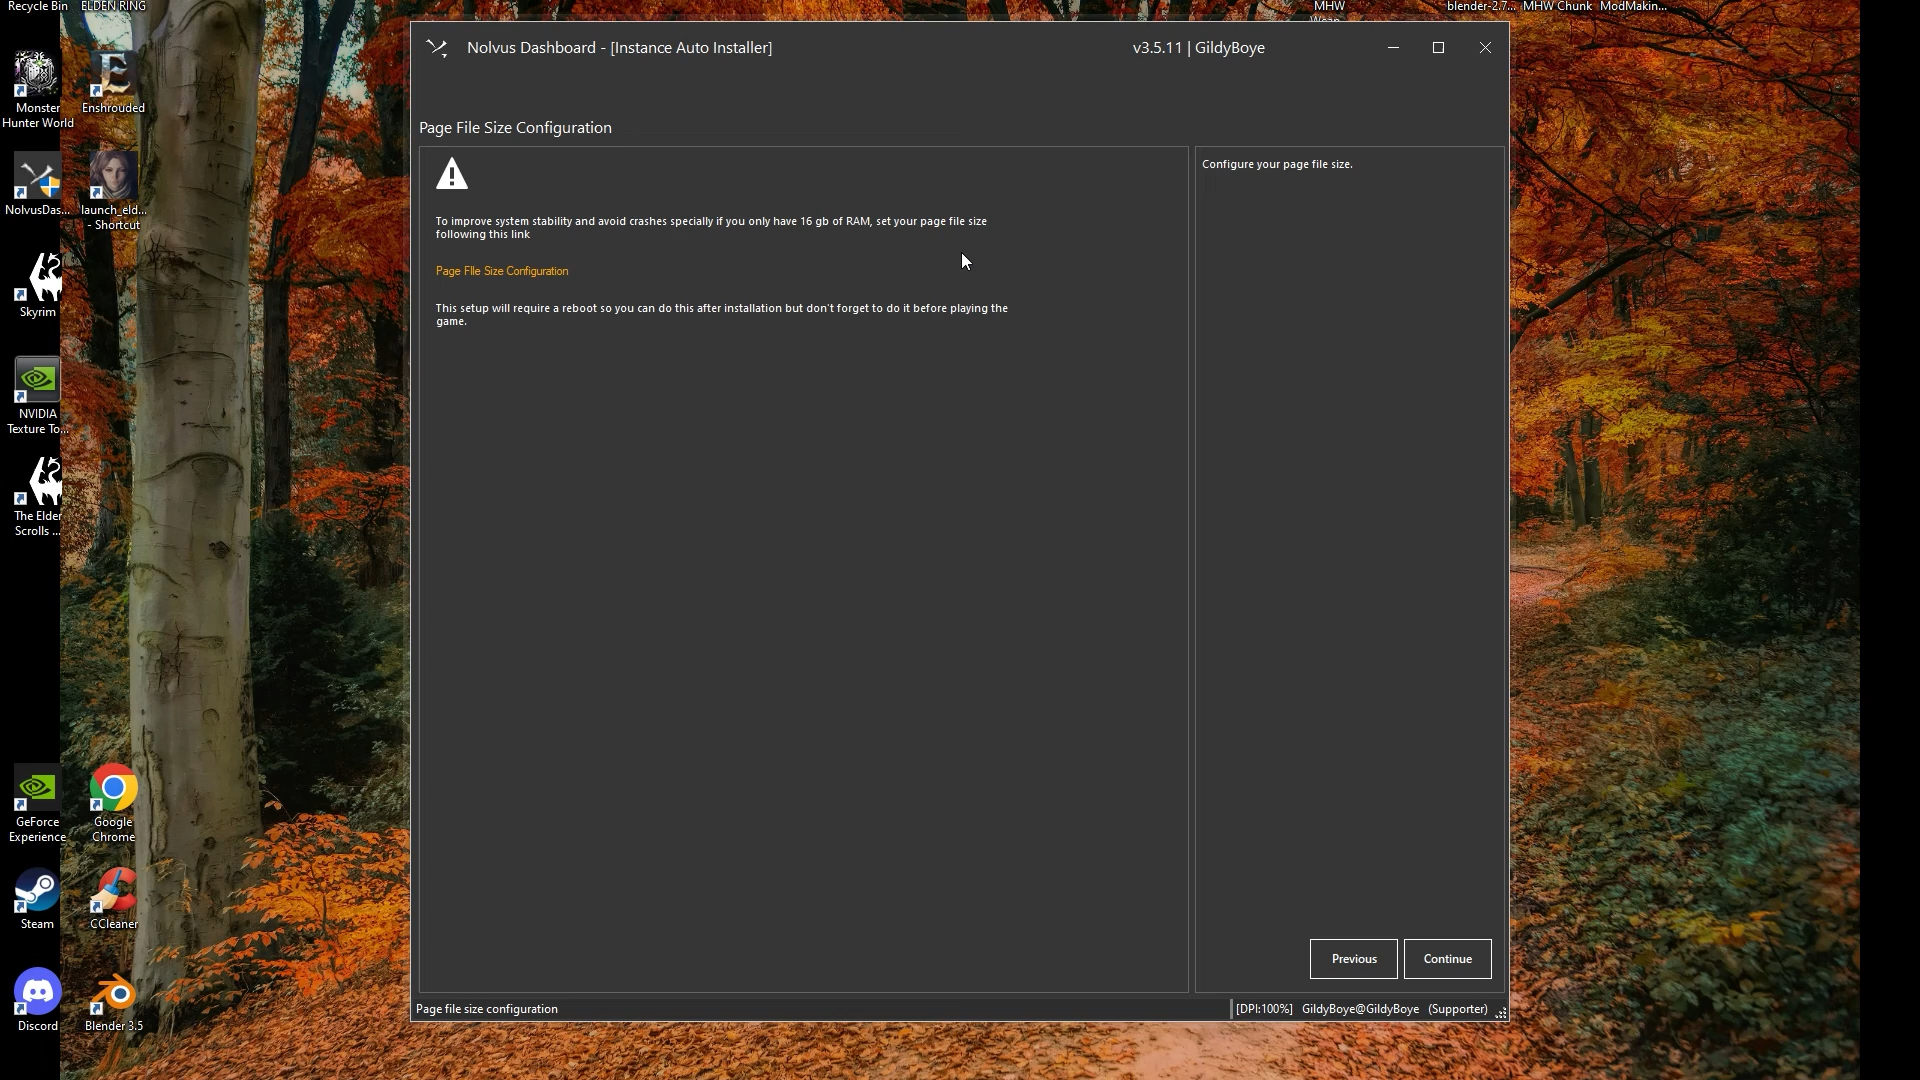 Recycle Bin
ELDEN RING
MHW
blender-2.7...
MHW Chunk
ModMakin...
Monster
Hunter World
Enshrouded
NolvusDas...
launch_eld...
- Shortcut
Skyrim
NVIDIA
Texture To...
The Elder
Scrolls ...
GeForce
Experience
Google
Chrome
Steam
CCleaner
Discord
Blender 3.5
Nolvus Dashboard - [Instance Auto Installer]
v3.5.11 | GildyBoye
Page File Size Configuration
To improve system stability and avoid crashes specially if you only have 16 gb of RAM, set your page file size
following this link
Page FIle Size Configuration
This setup will require a reboot so you can do this after installation but don't forget to do it before playing the
game.
Configure your page file size.
Previous
Continue
Page file size configuration
[DPI:100%]
GildyBoye@GildyBoye
(Supporter)